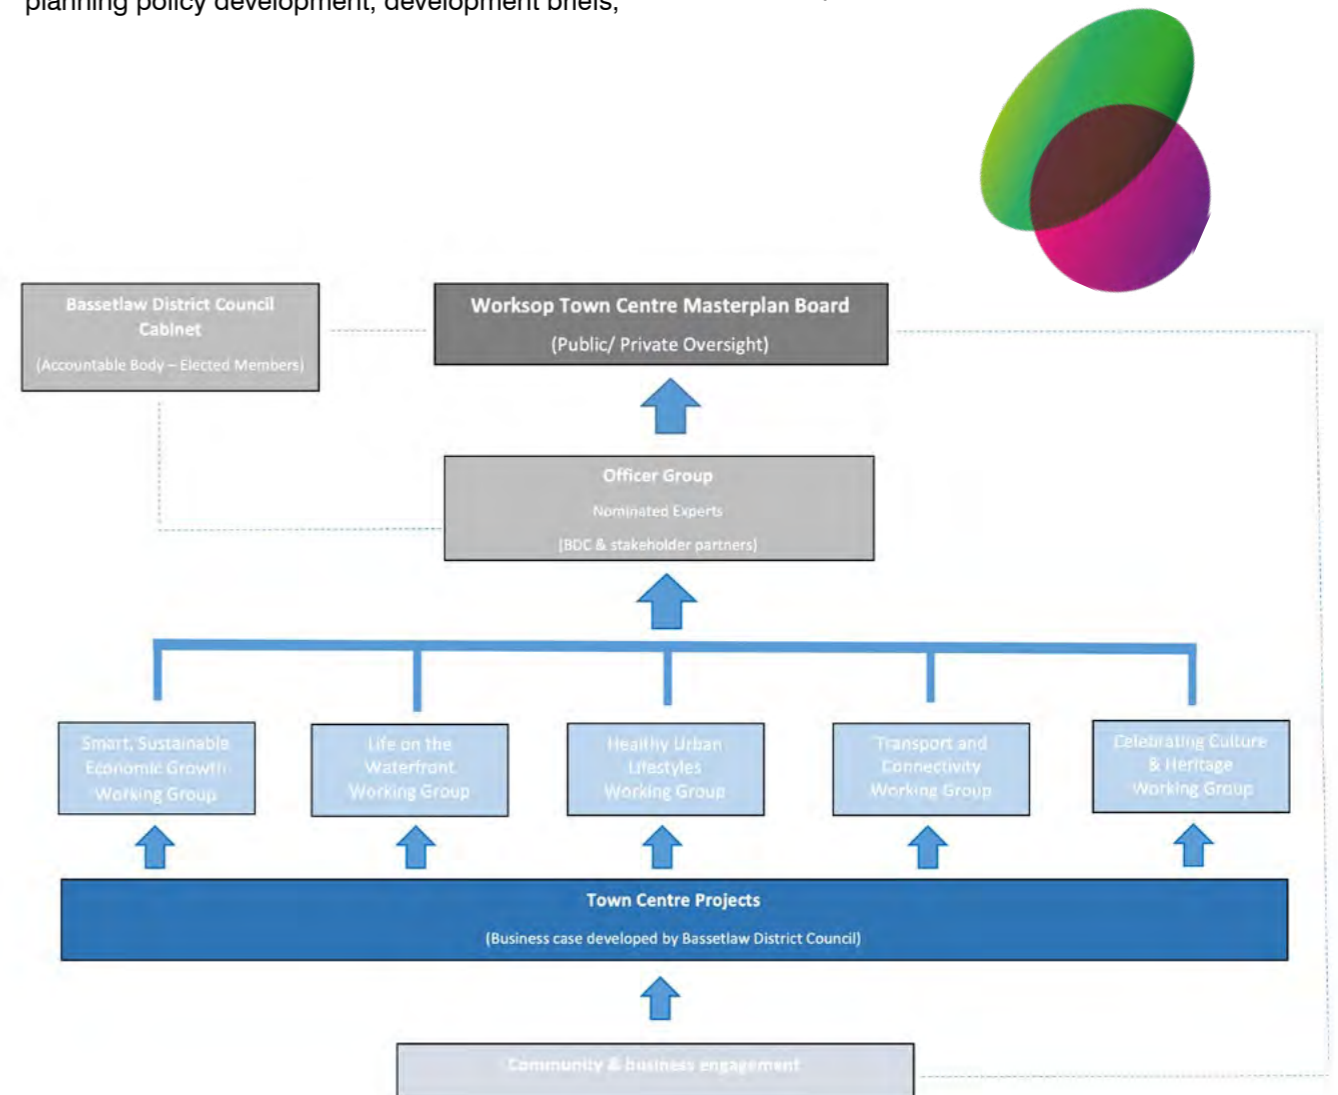 planning policy development, development briefs,
Bassetlaw District Council
Cabinet
(Accountable Body – Elected Members)
Worksop Town Centre Masterplan Board
(Public/ Private Oversight)
Officer Group
Nominated Experts
(BDC & stakeholder partners)
Smart, Sustainable
Economic Growth
Working Group
Life on the
Waterfront
Working Group
Healthy Urban
Lifestyles
Working Group
Transport and
Connectivity
Working Group
Celebrating Culture
& Heritage
Working Group
Town Centre Projects
(Business case developed by Bassetlaw District Council)
Community & business engagement